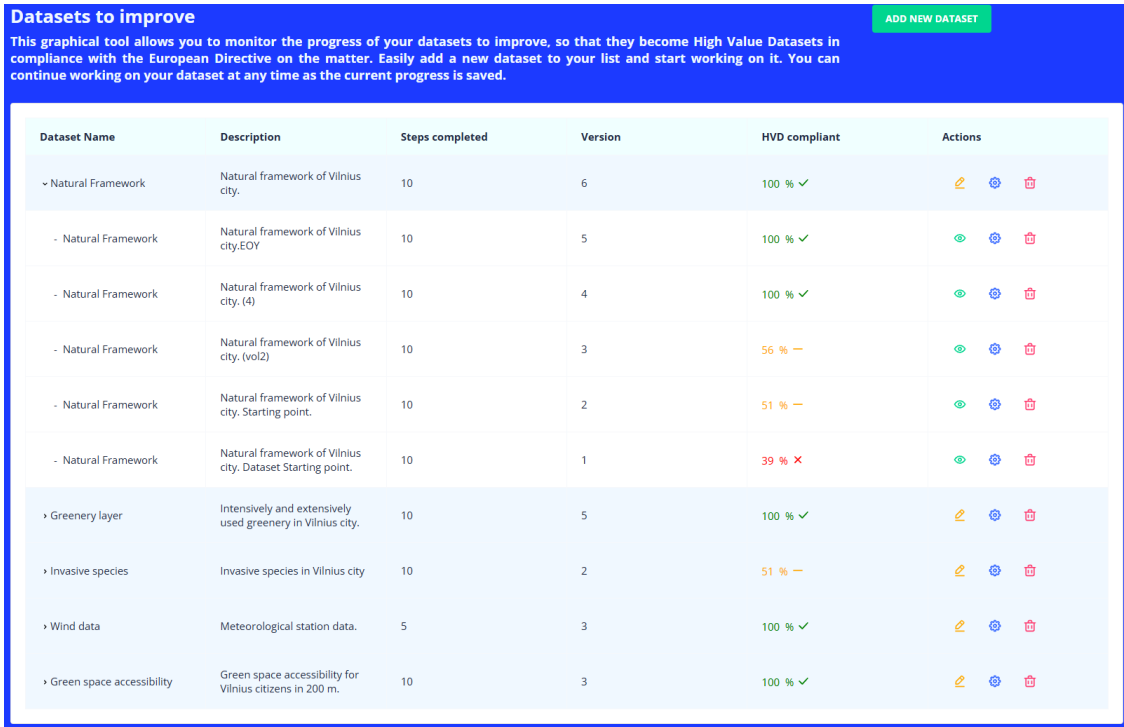 Datasets to improve
ADD NEW DATASET
This graphical tool allows you to monitor the progress of your datasets to improve, so that they become High Value Datasets in
compliance with the European Directive on the matter. Easily add a new dataset to your list and start working on it. You can
continue working on your dataset at any time as the current progress is saved.
Dataset Name Description Steps completed Version HVD compliant Actions
Natural Framework Natural framework of Vilnius
city. 10 6 100 %
- Natural Framework Natural framework of Vilnius
city.EOY 10 5 100 %
- Natural Framework Natural framework of Vilnius
city. (4) 10 4 100 %
- Natural Framework Natural framework of Vilnius
city. (vol2) 10 3 56 %
- Natural Framework Natural framework of Vilnius
city. Starting point. 10 2 51 %
- Natural Framework Natural framework of Vilnius
city. Dataset Starting point. 10 1 39 %
Greenery layer Intensively and extensively
used greenery in Vilnius city. 10 5 100 %
Invasive species Invasive species in Vilnius city 10 2 51 %
Wind data Meteorological station data. 5 3 100 %
Green space accessibility Green space accessibility for
Vilnius citizens in 200 m. 10 3 100 %